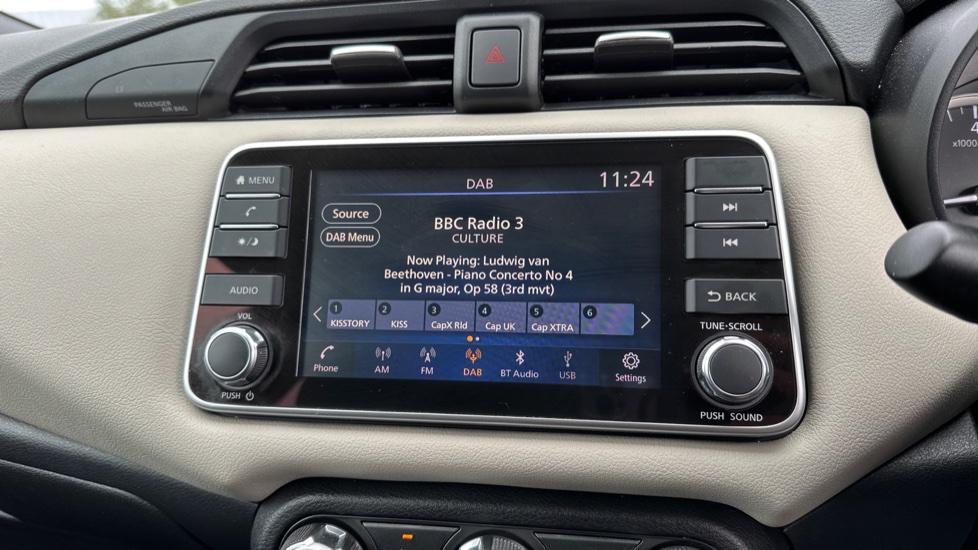 PASSENGER
AIR BAG
4
x1000
MENU
DAB
11:24
Source
BBC Radio 3
CULTURE
DAB Menu
Now Playing: Ludwig van
Beethoven - Piano Concerto No 4
in G major, Op 58 (3rd mvt)
AUDIO
BACK
VOL
TUNE·SCROLL
1
2
3
4
5
6
KISSTORY
KISS
CapX Rld
Cap UK
Cap XTRA
Phone
AM
FM
DAB
BT Audio
USB
Settings
PUSH
PUSH SOUND